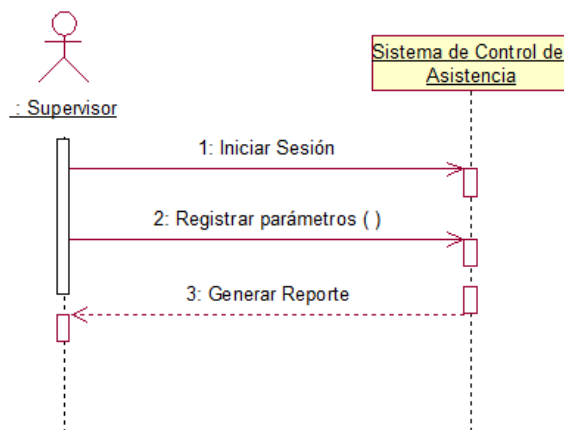 Sistema de Control de
Asistencia
: Supervisor
1: Iniciar Sesión
2: Registrar parámetros ( )
3: Generar Reporte